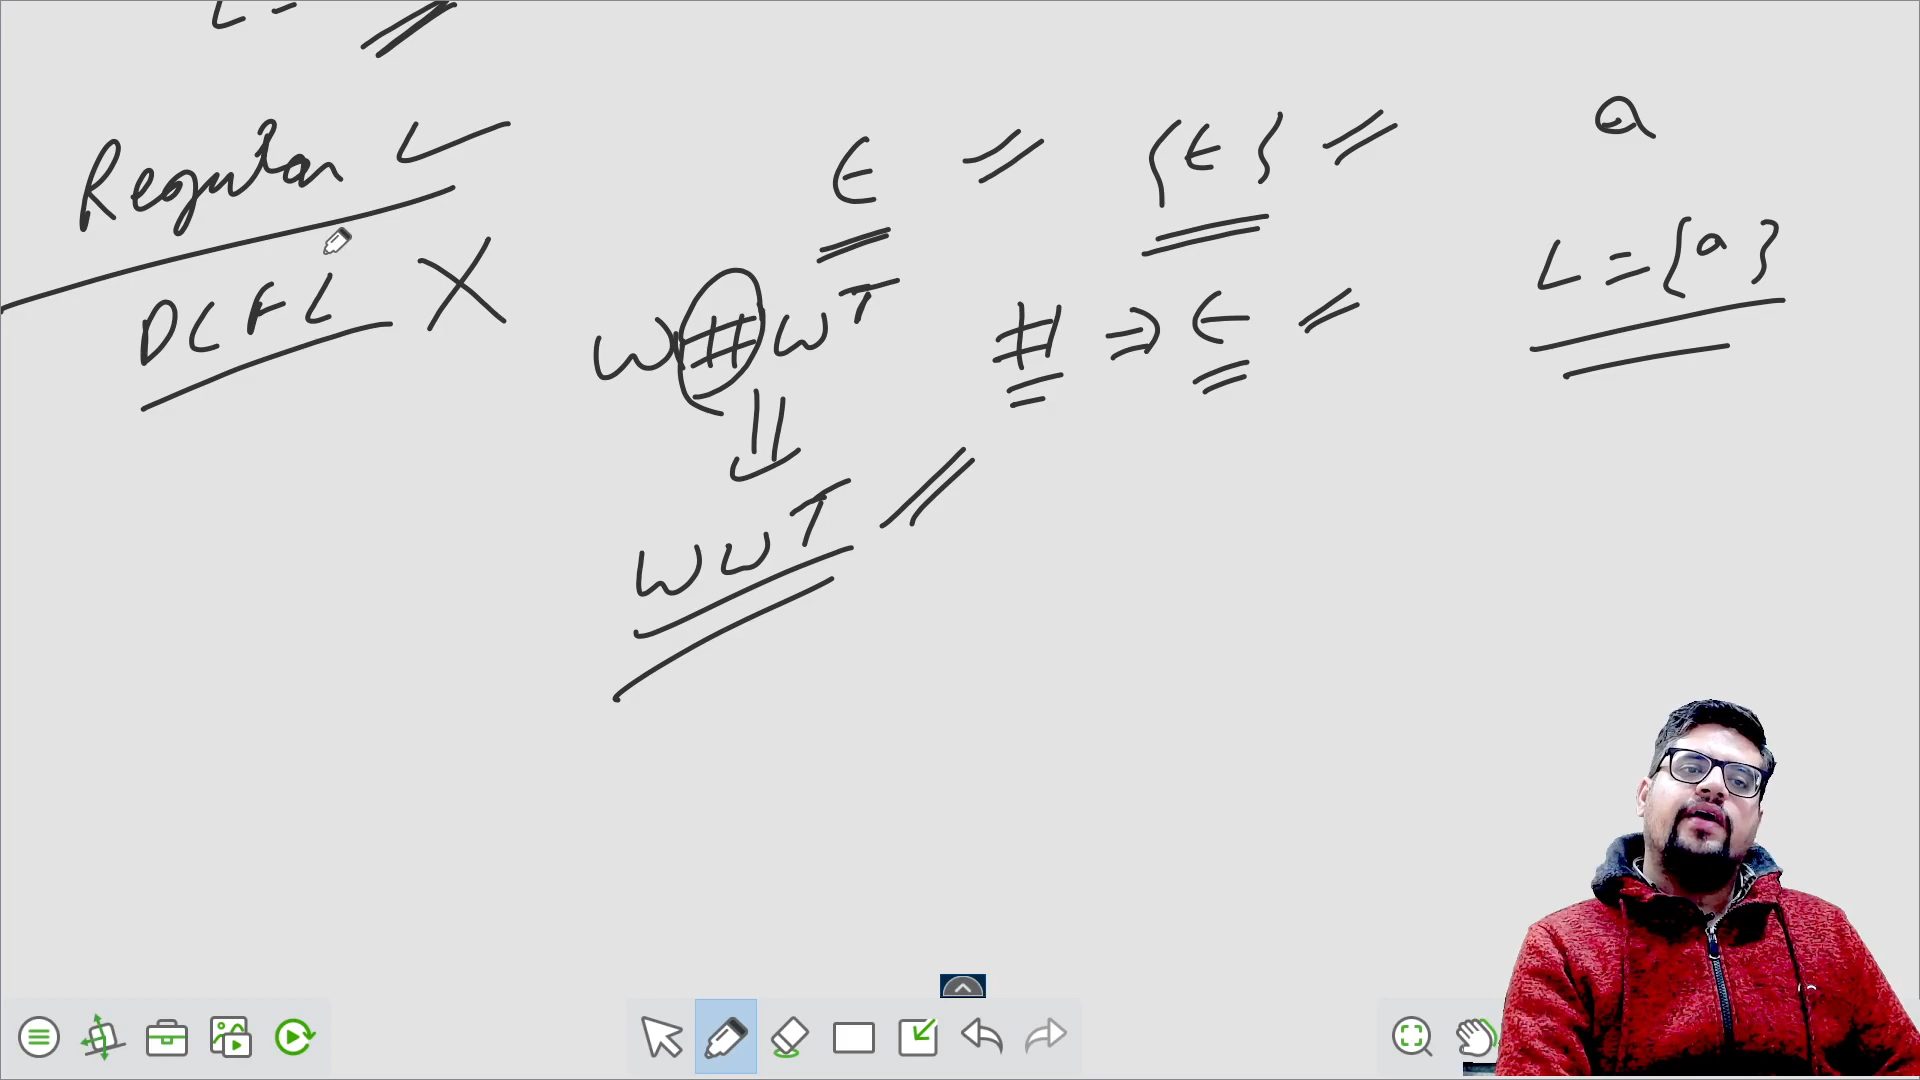 L =
Regular L
DCFL X
ϵ {ϵ} a
L = {a}
W#W^T # ⇒ ϵ
⇓
WW^T